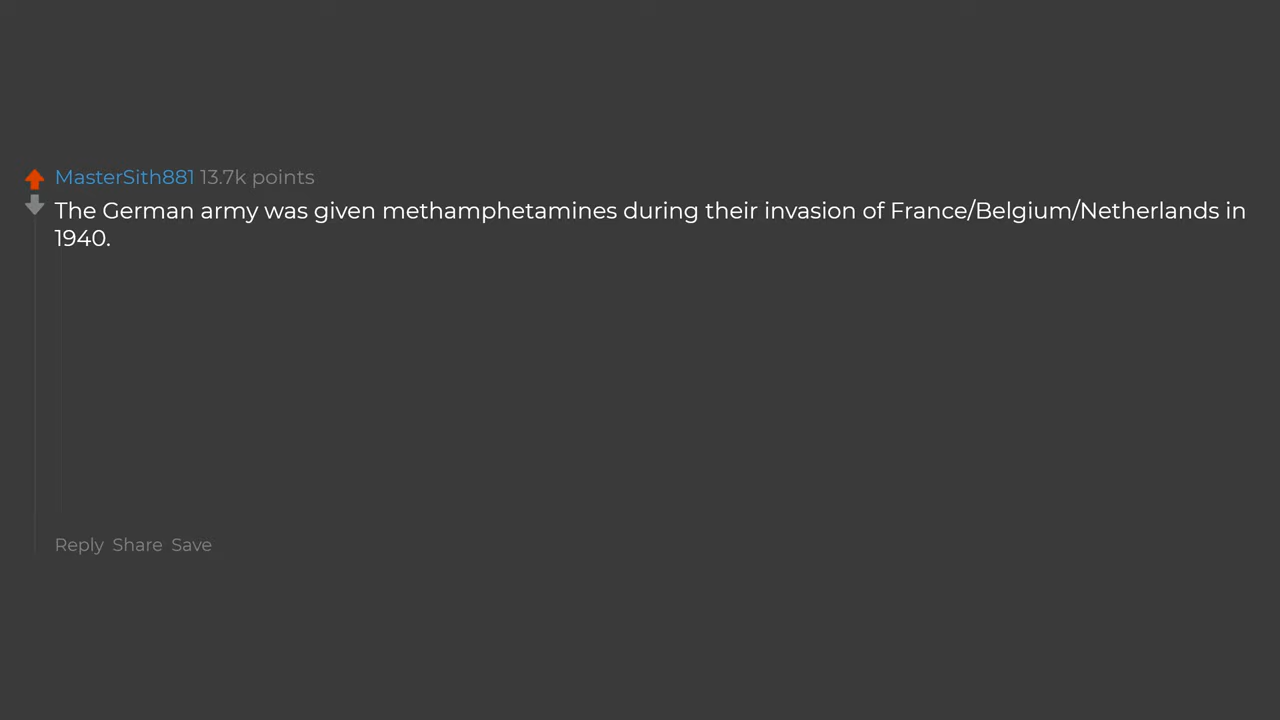 MasterSith881 13.7k points
The German army was given methamphetamines during their invasion of France/Belgium/Netherlands in
1940.
Reply Share Save